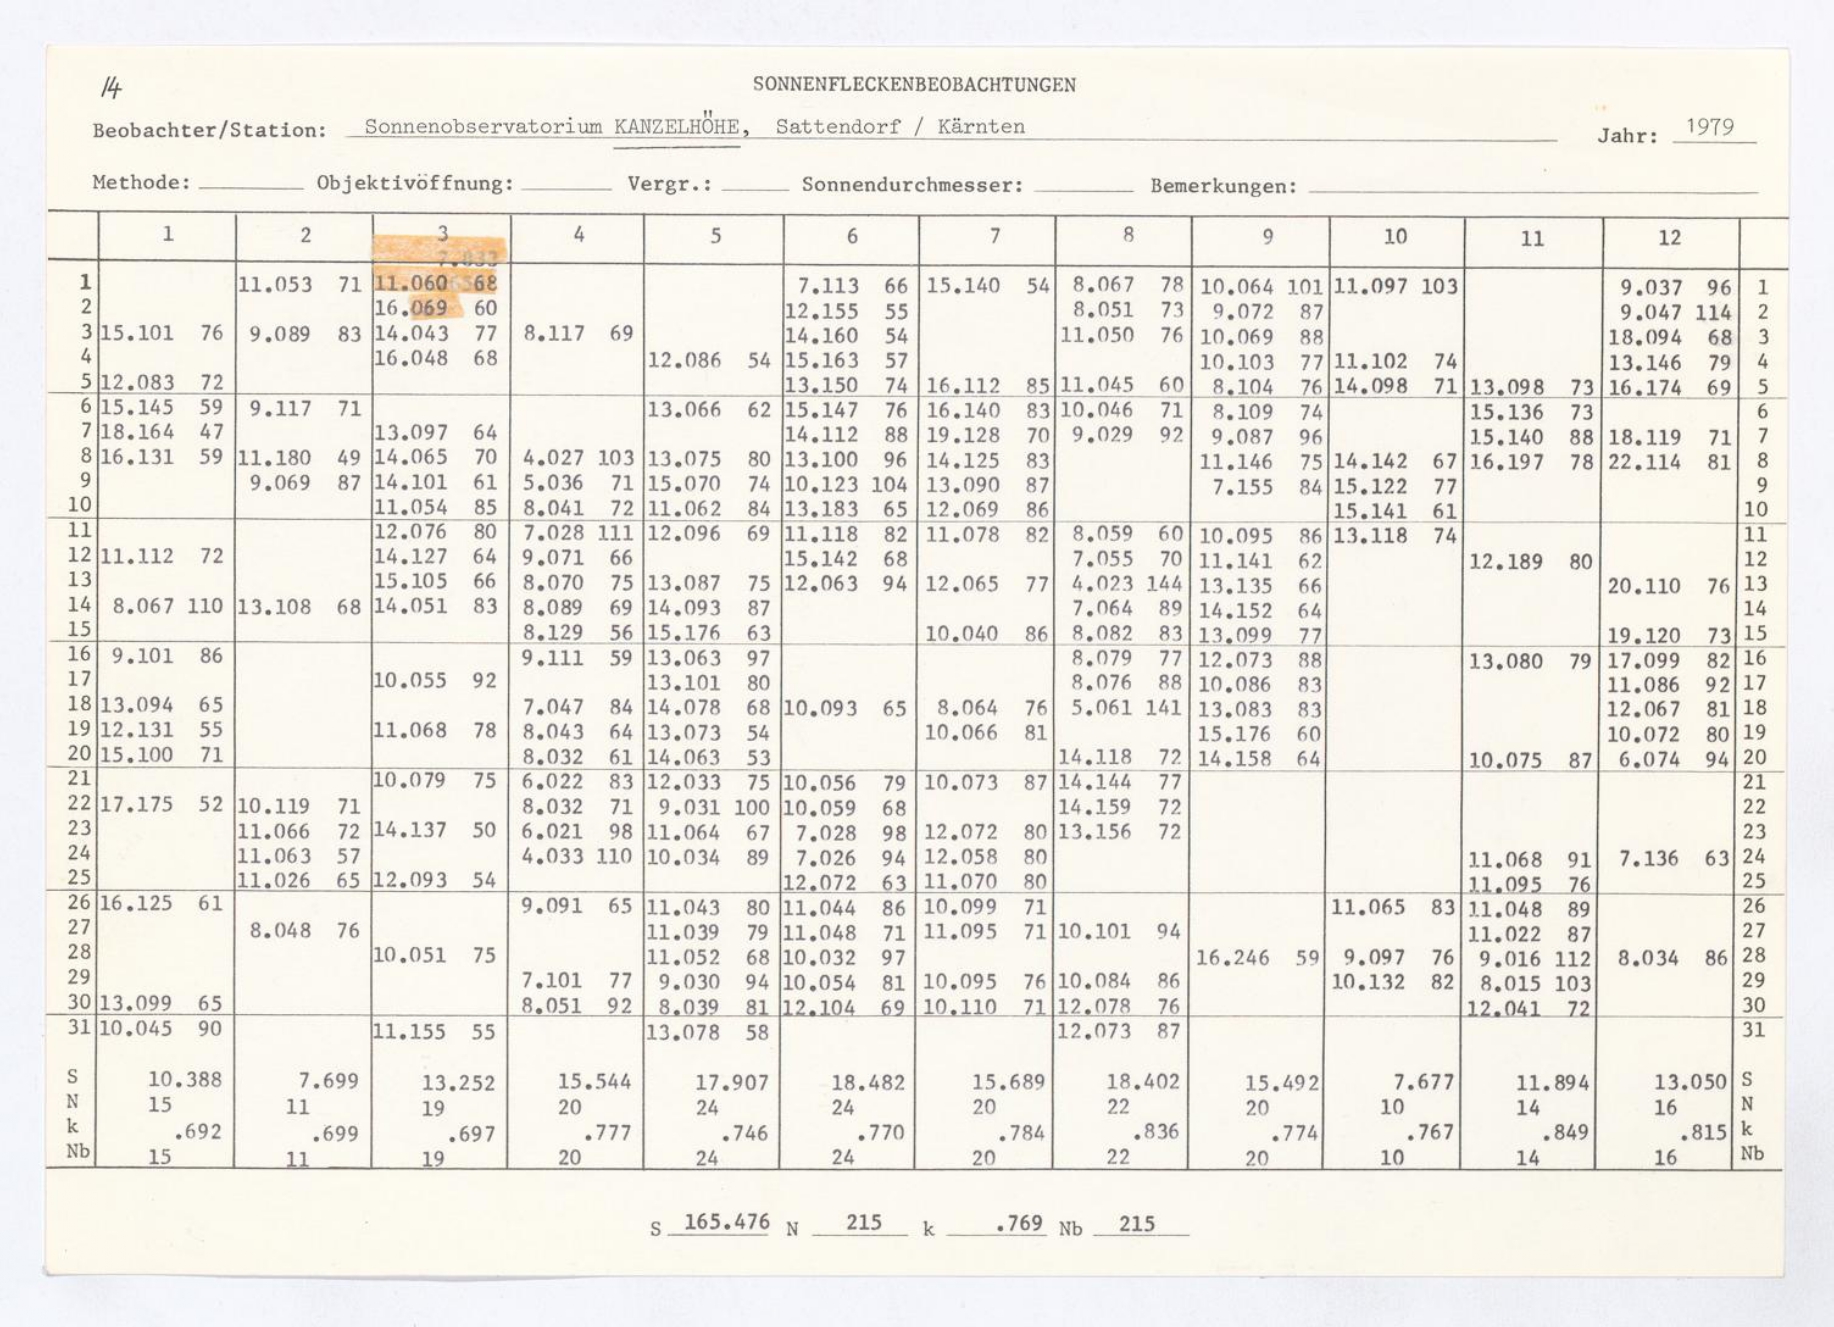 14
SONNENFLECKENBEOBACHTUNGEN
Beobachter/Station: Sonnenobservatorium KANZELHÖHE, Sattendorf / Kärnten Jahr: 1979
Methode: Objektivöffnung: Vergr.: Sonnendurchmesser: Bemerkungen:
1 2 3 4 5 6 7 8 9 10 11 12
7.033
1 11.053 71 11.060 68 7.113 66 15.140 54 8.067 78 10.064 101 11.097 103 9.037 96 1
2 16.069 60 12.155 55 8.051 73 9.072 87 9.047 114 2
3 15.101 76 9.089 83 14.043 77 8.117 69 14.160 54 11.050 76 10.069 88 18.094 68 3
4 16.048 68 12.086 54 15.163 57 10.103 77 11.102 74 13.146 79 4
5 12.083 72 13.150 74 16.112 85 11.045 60 8.104 76 14.098 71 13.098 73 16.174 69 5
6 15.145 59 9.117 71 13.066 62 15.147 76 16.140 83 10.046 71 8.109 74 15.136 73 6
7 18.164 47 13.097 64 14.112 88 19.128 70 9.029 92 9.087 96 15.140 88 18.119 71 7
8 16.131 59 11.180 49 14.065 70 4.027 103 13.075 80 13.100 96 14.125 83 11.146 75 14.142 67 16.197 78 22.114 81 8
9 9.069 87 14.101 61 5.036 71 15.070 74 10.123 104 13.090 87 7.155 84 15.122 77 9
10 11.054 85 8.041 72 11.062 84 13.183 65 12.069 86 15.141 61 10
11 12.076 80 7.028 111 12.096 69 11.118 82 11.078 82 8.059 60 10.095 86 13.118 74 11
12 11.112 72 14.127 64 9.071 66 15.142 68 7.055 70 11.141 62 12.189 80 12
13 15.105 66 8.070 75 13.087 75 12.063 94 12.065 77 4.023 144 13.135 66 20.110 76 13
14 8.067 110 13.108 68 14.051 83 8.089 69 14.093 87 7.064 89 14.152 64 14
15 8.129 56 15.176 63 10.040 86 8.082 83 13.099 77 19.120 73 15
16 9.101 86 9.111 59 13.063 97 8.079 77 12.073 88 13.080 79 17.099 82 16
17 10.055 92 13.101 80 8.076 88 10.086 83 11.086 92 17
18 13.094 65 7.047 84 14.078 68 10.093 65 8.064 76 5.061 141 13.083 83 12.067 81 18
19 12.131 55 11.068 78 8.043 64 13.073 54 10.066 81 15.176 60 10.072 80 19
20 15.100 71 8.032 61 14.063 53 14.118 72 14.158 64 10.075 87 6.074 94 20
21 10.079 75 6.022 83 12.033 75 10.056 79 10.073 87 14.144 77 21
22 17.175 52 10.119 71 8.032 71 9.031 100 10.059 68 14.159 72 22
23 11.066 72 14.137 50 6.021 98 11.064 67 7.028 98 12.072 80 13.156 72 23
24 11.063 57 4.033 110 10.034 89 7.026 94 12.058 80 11.068 91 7.136 63 24
25 11.026 65 12.093 54 12.072 63 11.070 80 11.095 76 25
26 16.125 61 9.091 65 11.043 80 11.044 86 10.099 71 11.065 83 11.048 89 26
27 8.048 76 11.039 79 11.048 71 11.095 71 10.101 94 11.022 87 27
28 10.051 75 11.052 68 10.032 97 16.246 59 9.097 76 9.016 112 8.034 86 28
29 7.101 77 9.030 94 10.054 81 10.095 76 10.084 86 10.132 82 8.015 103 29
30 13.099 65 8.051 92 8.039 81 12.104 69 10.110 71 12.078 76 12.041 72 30
31 10.045 90 11.155 55 13.078 58 12.073 87 31
S 10.388 7.699 13.252 15.544 17.907 18.482 15.689 18.402 15.492 7.677 11.894 13.050 S
N 15 11 19 20 24 24 20 22 20 10 14 16 N
k .692 .699 .697 .777 .746 .770 .784 .836 .774 .767 .849 .815 k
Nb 15 11 19 20 24 24 20 22 20 10 14 16 Nb
S 165.476 N 215 k .769 Nb 215